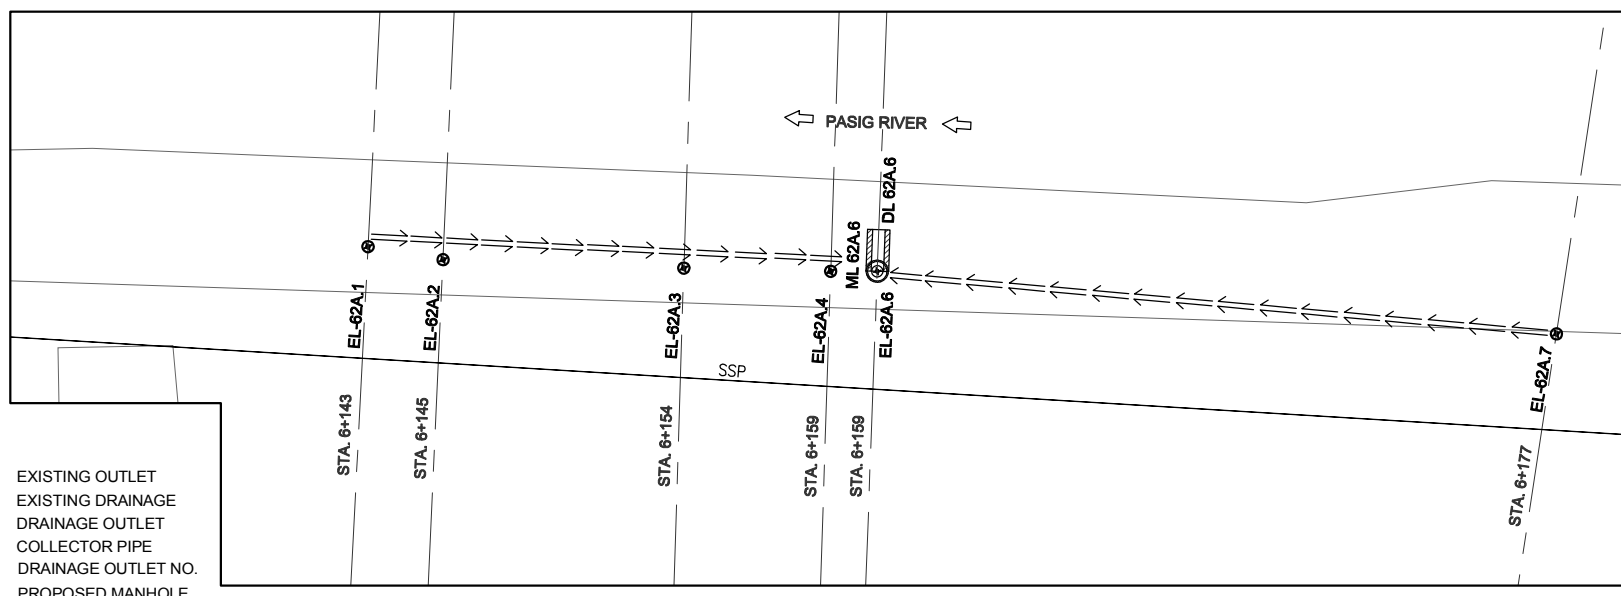 PASIG RIVER
DL 62A.6
ML 62A.6
EL-62A.1
EL-62A.2
EL-62A.3
EL-62A.4
EL-62A.6
EL-62A.7
SSP
STA. 6+143
STA. 6+145
STA. 6+154
STA. 6+159
STA. 6+159
STA. 6+177
EXISTING OUTLET
EXISTING DRAINAGE
DRAINAGE OUTLET
COLLECTOR PIPE
DRAINAGE OUTLET NO.
PROPOSED MANHOLE